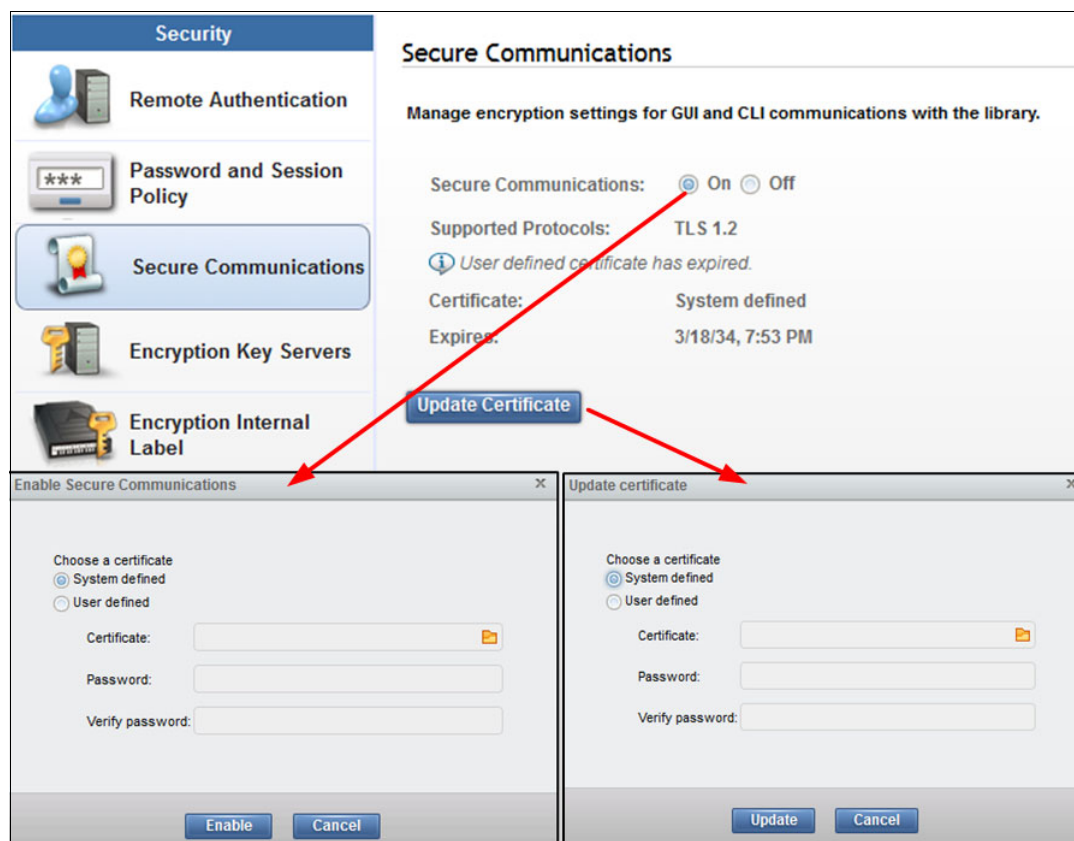 Security
Remote Authentication
***
Password and Session
Policy
Secure Communications
Encryption Key Servers
Encryption Internal
Label
Secure Communications
Manage encryption settings for GUI and CLI communications with the library.
Secure Communications: On Off
Supported Protocols: TLS 1.2
User defined certificate has expired.
Certificate: System defined
Expires: 3/18/34, 7:53 PM
Update Certificate
Enable Secure Communications x
Choose a certificate
System defined
User defined
Certificate:
Password:
Verify password:
Enable Cancel
Update certificate x
Choose a certificate
System defined
User defined
Certificate:
Password:
Verify password:
Update Cancel